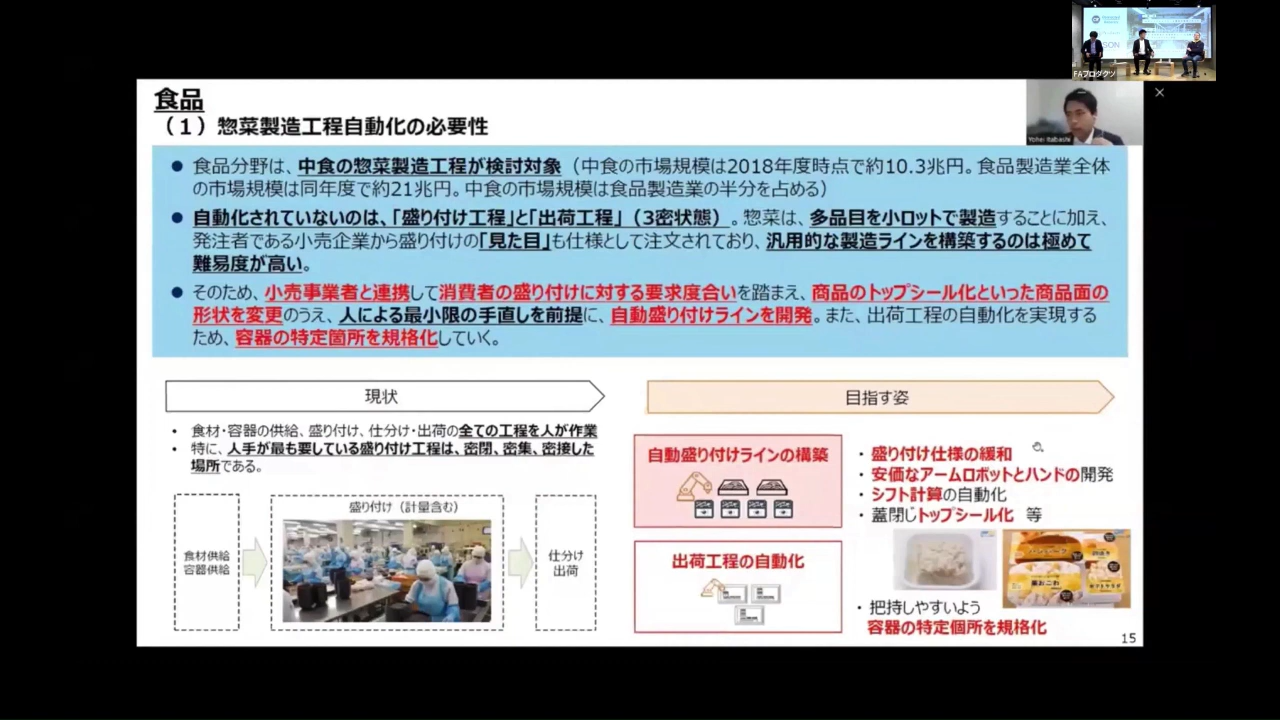 FAプロダクツ
Yohei Itabashi
食品
（1）惣菜製造工程自動化の必要性
● 食品分野は、中食の惣菜製造工程が検討対象（中食の市場規模は2018年度時点で約10.3兆円。食品製造業全体
の市場規模は同年度で約21兆円。中食の市場規模は食品製造業の半分を占める）
● 自動化されていないのは、「盛り付け工程」と「出荷工程」（3密状態）。惣菜は、多品目を小ロットで製造することに加え、
発注者である小売企業から盛り付けの「見た目」も仕様として注文されており、汎用的な製造ラインを構築するのは極めて
難易度が高い。
● そのため、小売事業者と連携して消費者の盛り付けに対する要求度合いを踏まえ、商品のトップシール化といった商品面の
形状を変更のうえ、人による最小限の手直しを前提に、自動盛り付けラインを開発。また、出荷工程の自動化を実現する
ため、容器の特定箇所を規格化していく。
現状
・ 食材・容器の供給、盛り付け、仕分け・出荷の全ての工程を人が作業
・ 特に、人手が最も要している盛り付け工程は、密閉、密集、密接した
場所である。
食材供給
容器供給
盛り付け（計量含む）
仕分け
出荷
目指す姿
自動盛り付けラインの構築
・盛り付け仕様の緩和
・安価なアームロボットとハンドの開発
・シフト計算の自動化
・蓋閉じトップシール化　等
出荷工程の自動化
・把持しやすいよう
容器の特定個所を規格化
15